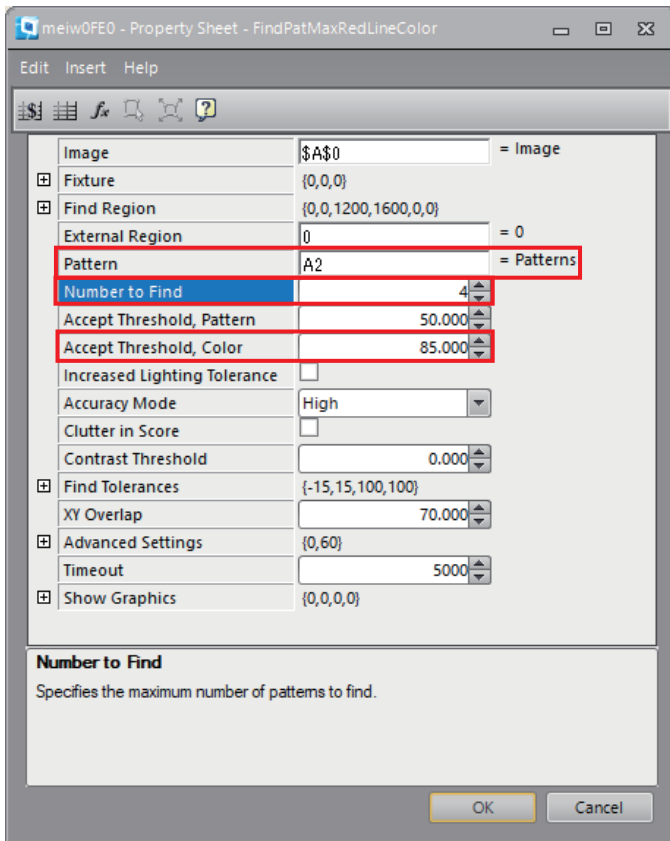 meiw0FE0 - Property Sheet - FindPatMaxRedLineColor
Edit Insert Help
Image $A$0 = Image
Fixture {0,0,0}
Find Region {0,0,1200,1600,0,0}
External Region 0 = 0
Pattern A2 = Patterns
Number to Find 4
Accept Threshold, Pattern 50.000
Accept Threshold, Color 85.000
Increased Lighting Tolerance
Accuracy Mode High
Clutter in Score
Contrast Threshold 0.000
Find Tolerances {-15,15,100,100}
XY Overlap 70.000
Advanced Settings {0,60}
Timeout 5000
Show Graphics {0,0,0,0}
Number to Find
Specifies the maximum number of patterns to find.
OK Cancel